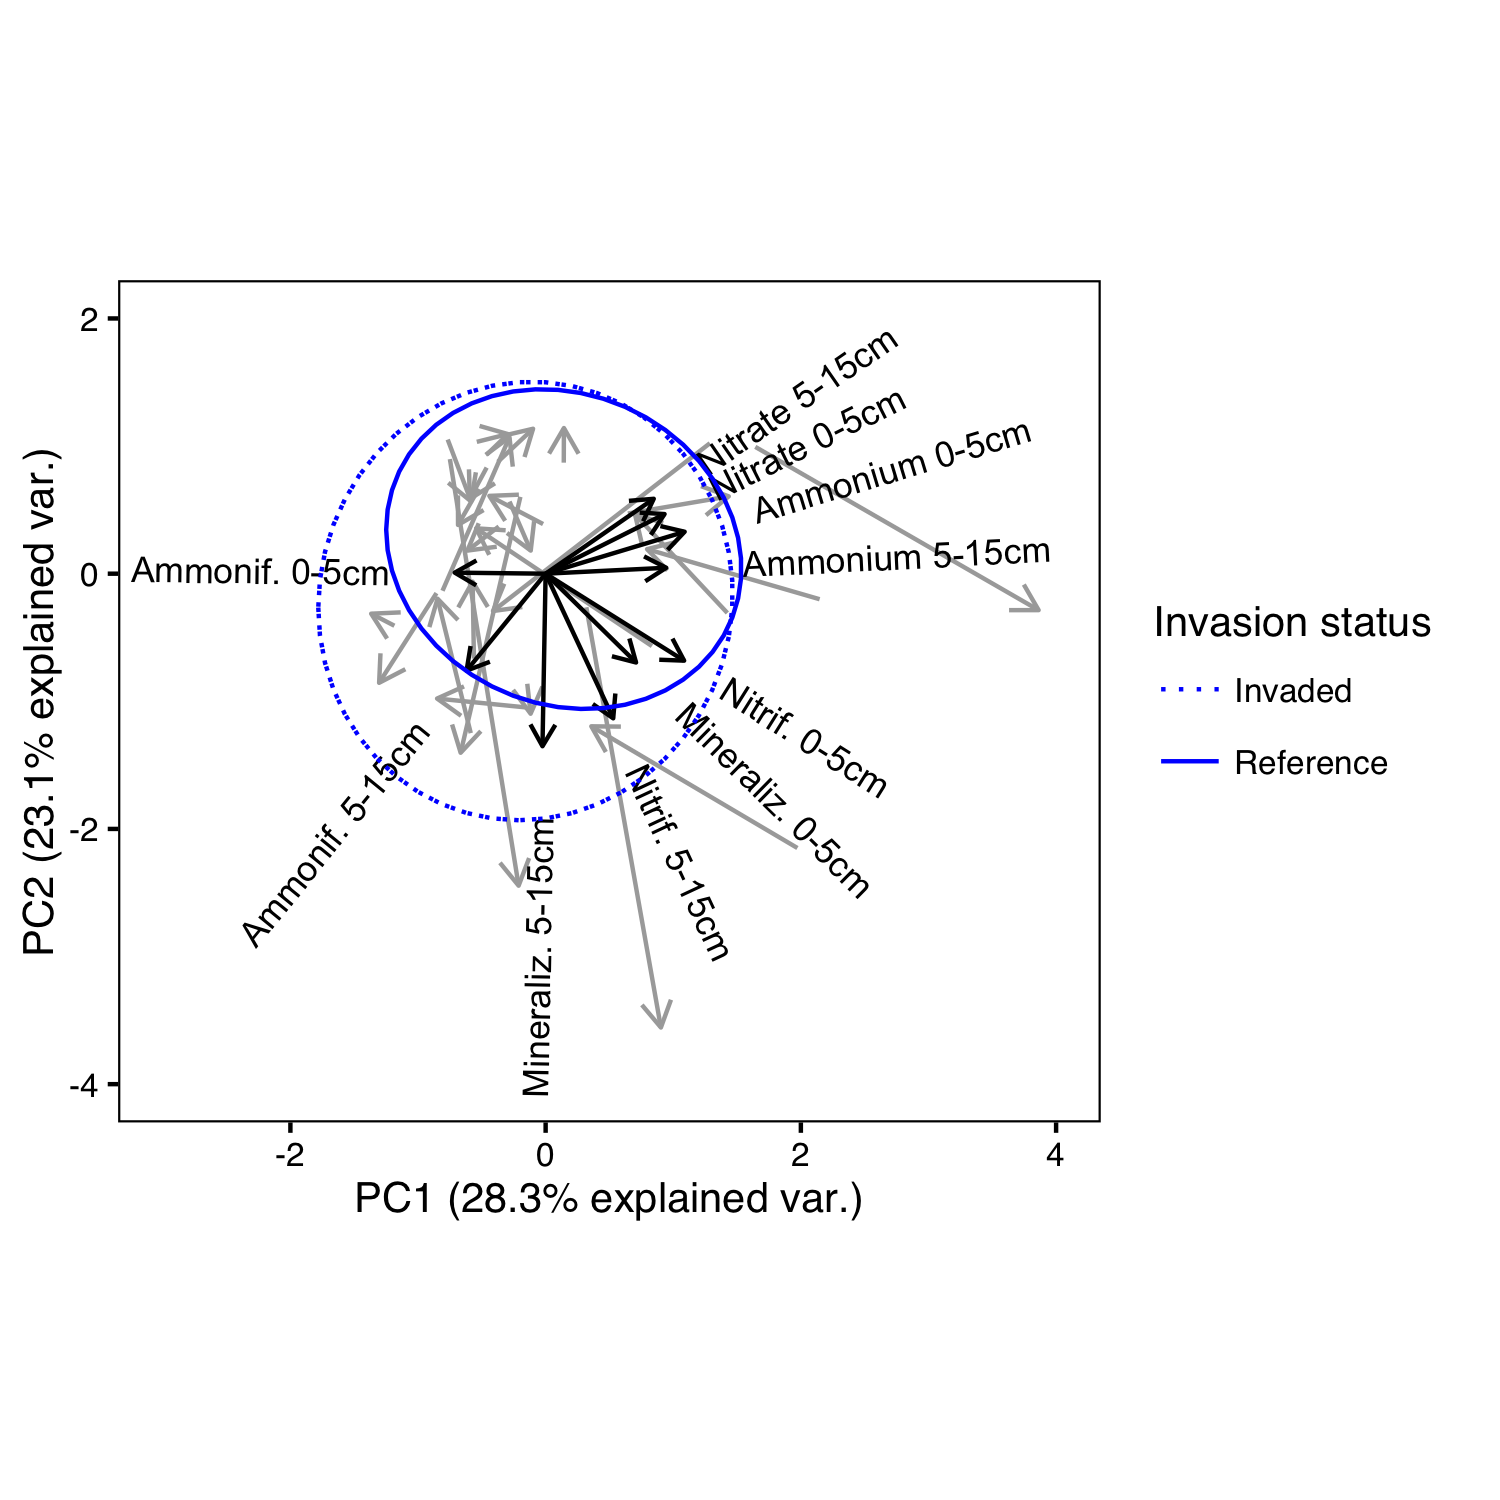 2
0
-2
-4
PC2 (23.1% explained var.)
Nitrate 5-15cm
Nitrate 0-5cm
Ammonium 0-5cm
Ammonium 5-15cm
Ammonif. 0-5cm
Nitrif. 0-5cm
Mineraliz. 0-5cm
Nitrif. 5-15cm
Mineraliz. 5-15cm
Ammonif. 5-15cm
-2
0
2
4
PC1 (28.3% explained var.)
Invasion status
Invaded
Reference